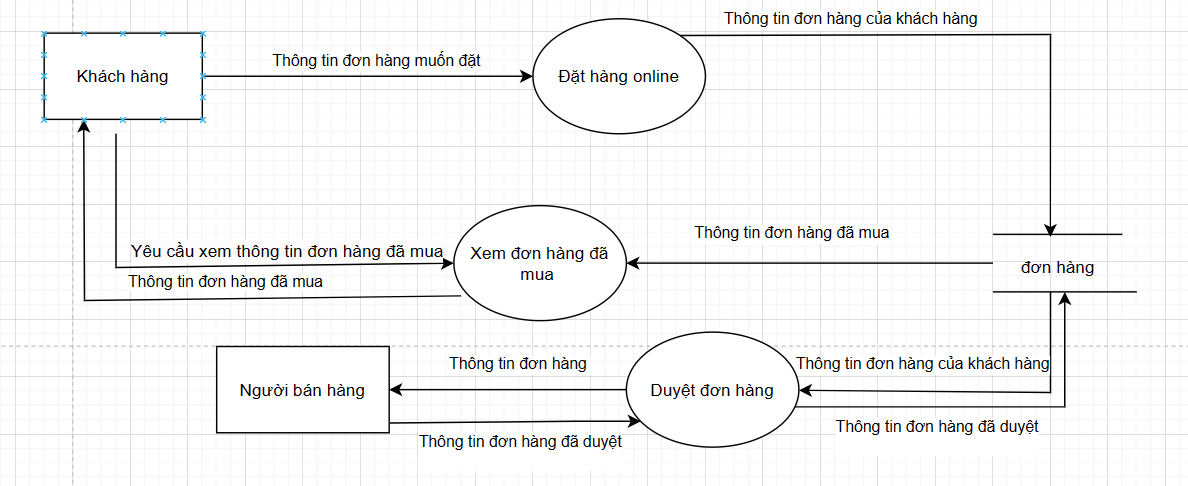 Thông tin đơn hàng của khách hàng
Khách hàng
Thông tin đơn hàng muốn đặt
Đặt hàng online
Thông tin đơn hàng đã mua
Yêu cầu xem thông tin đơn hàng đã mua
Xem đơn hàng đã
mua
đơn hàng
Thông tin đơn hàng đã mua
Thông tin đơn hàng
Thông tin đơn hàng của khách hàng
Người bán hàng
Duyệt đơn hàng
Thông tin đơn hàng đã duyệt
Thông tin đơn hàng đã duyệt